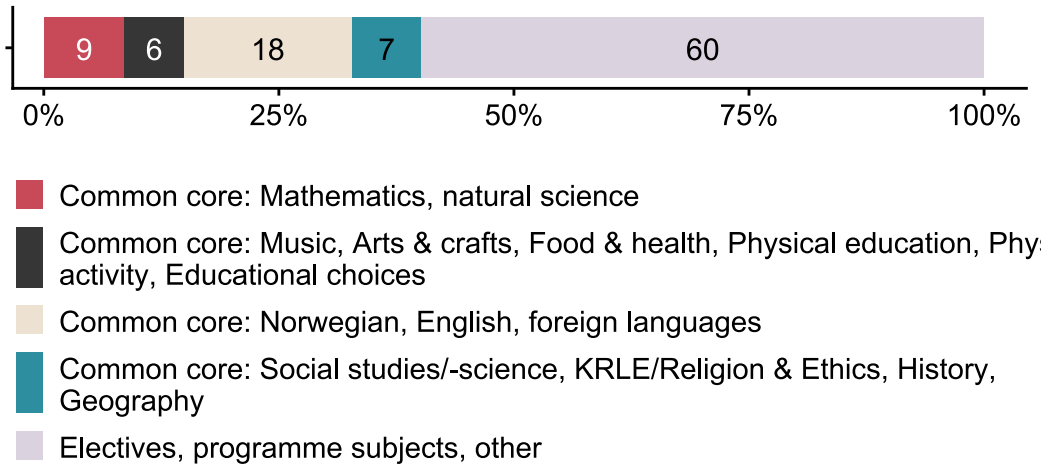 9 6 18 7 60
0% 25% 50% 75% 100%
Common core: Mathematics, natural science
Common core: Music, Arts & crafts, Food & health, Physical education,
activity, Educational choices
Common core: Norwegian, English, foreign languages
Common core: Social studies/-science, KRLE/Religion & Ethics, History,
Geography
Electives, programme subjects, other